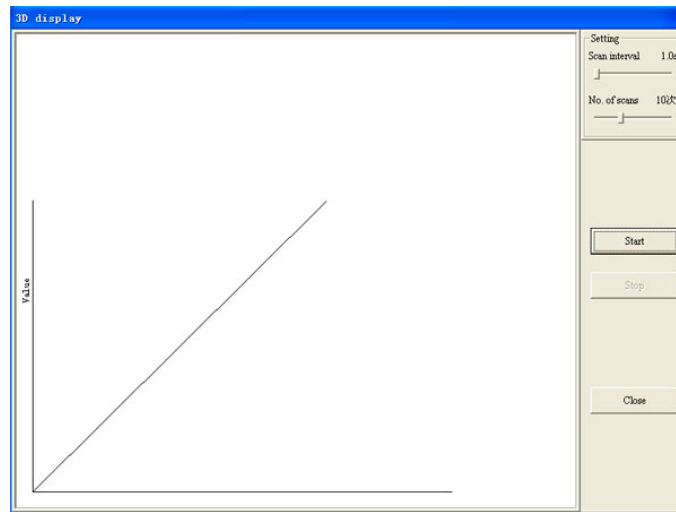 3D display
Setting
Scan interval 1.0s
No. of scans 10次
Value
Start
Stop
Close